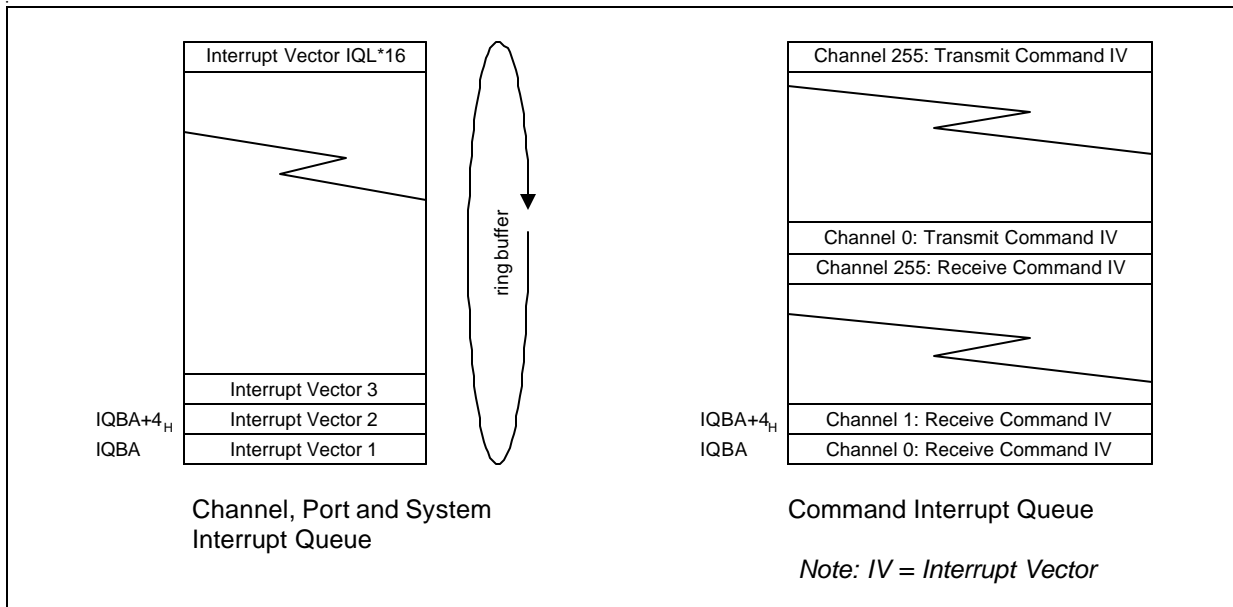 Interrupt Vector IQL*16
Interrupt Vector 3
IQBA+4H Interrupt Vector 2
IQBA Interrupt Vector 1
ring buffer
Channel, Port and System
Interrupt Queue
Channel 255: Transmit Command IV
Channel 0: Transmit Command IV
Channel 255: Receive Command IV
IQBA+4H Channel 1: Receive Command IV
IQBA Channel 0: Receive Command IV
Command Interrupt Queue
Note: IV = Interrupt Vector